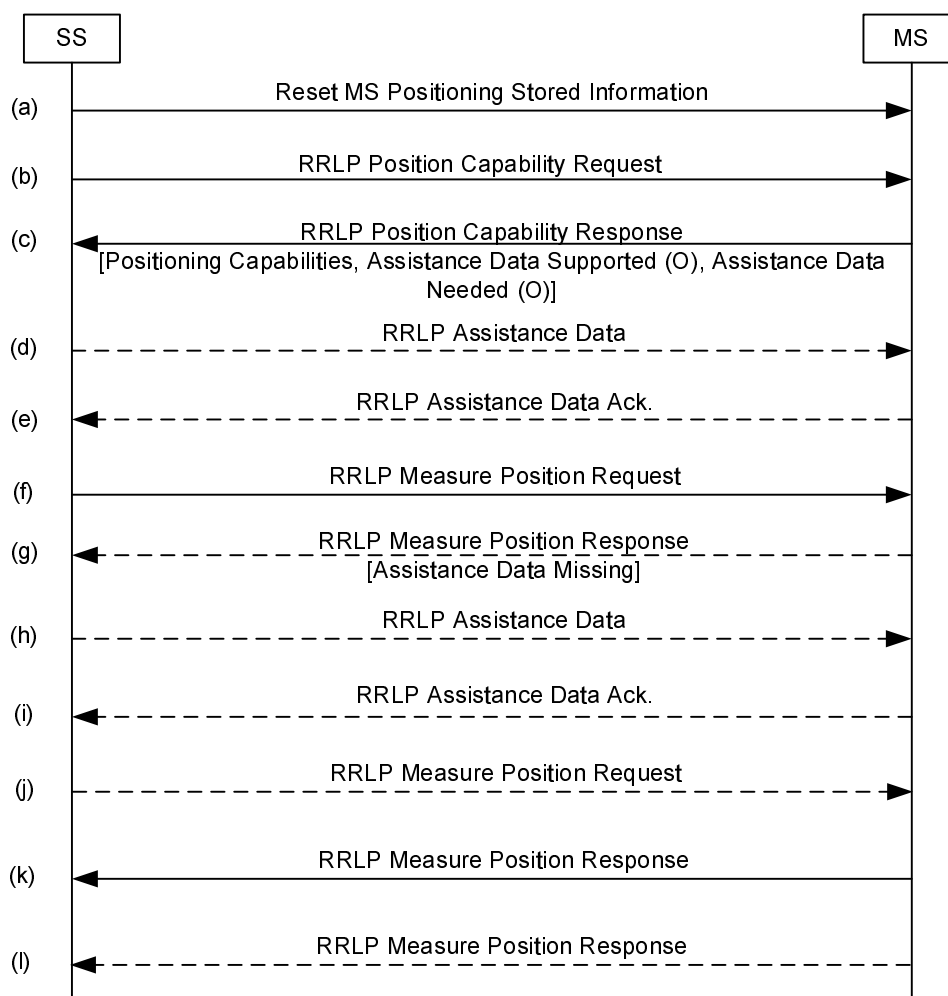 SS
MS
(a)
Reset MS Positioning Stored Information
(b)
RRLP Position Capability Request
(c)
RRLP Position Capability Response
[Positioning Capabilities, Assistance Data Supported (O), Assistance Data
Needed (O)]
(d)
RRLP Assistance Data
(e)
RRLP Assistance Data Ack.
(f)
RRLP Measure Position Request
(g)
RRLP Measure Position Response
[Assistance Data Missing]
(h)
RRLP Assistance Data
(i)
RRLP Assistance Data Ack.
(j)
RRLP Measure Position Request
(k)
RRLP Measure Position Response
(l)
RRLP Measure Position Response